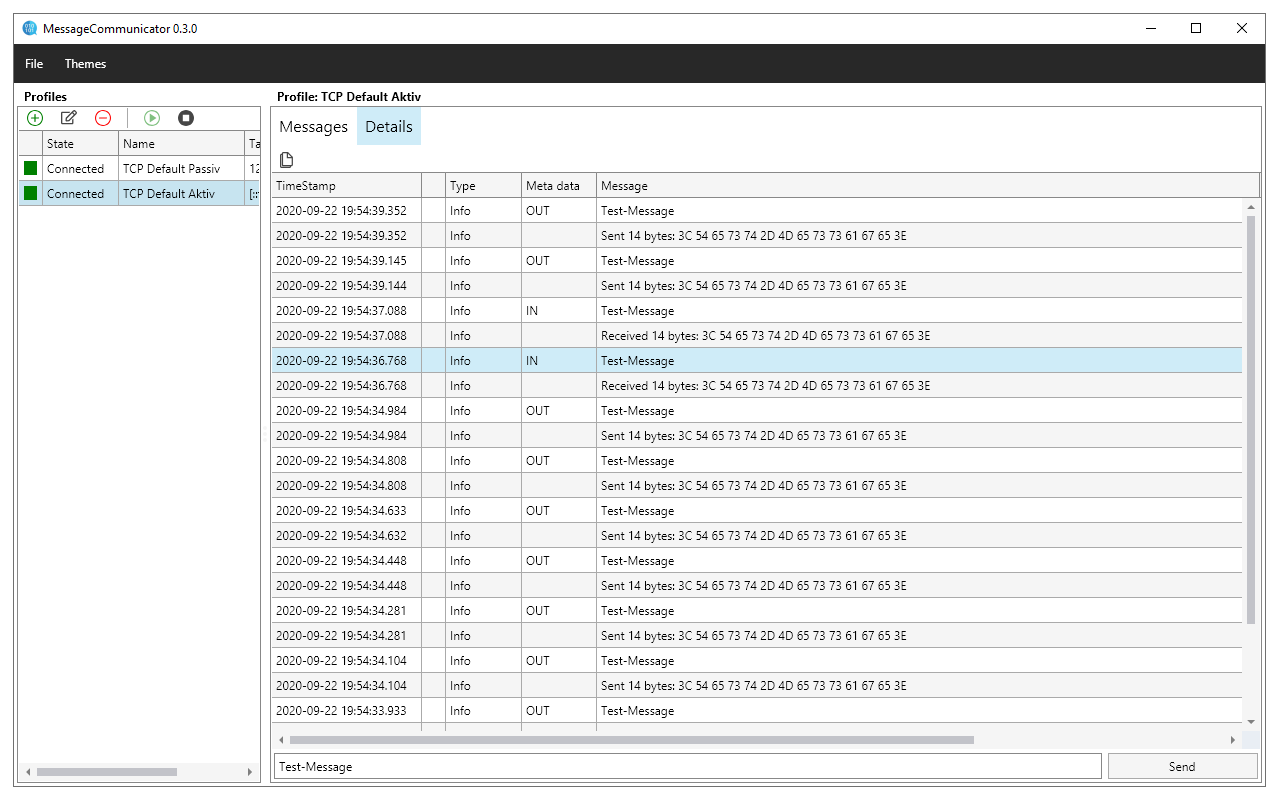 MessageCommunicator 0.3.0
File Themes
Profiles
State Name Ta
Connected TCP Default Passiv 12
Connected TCP Default Aktiv [::
Profile: TCP Default Aktiv
Messages Details
TimeStamp Type Meta data Message
2020-09-22 19:54:39.352 Info OUT Test-Message
2020-09-22 19:54:39.352 Info Sent 14 bytes: 3C 54 65 73 74 2D 4D 65 73 73 61 67 65 3E
2020-09-22 19:54:39.145 Info OUT Test-Message
2020-09-22 19:54:39.144 Info Sent 14 bytes: 3C 54 65 73 74 2D 4D 65 73 73 61 67 65 3E
2020-09-22 19:54:37.088 Info IN Test-Message
2020-09-22 19:54:37.088 Info Received 14 bytes: 3C 54 65 73 74 2D 4D 65 73 73 61 67 65 3E
2020-09-22 19:54:36.768 Info IN Test-Message
2020-09-22 19:54:36.768 Info Received 14 bytes: 3C 54 65 73 74 2D 4D 65 73 73 61 67 65 3E
2020-09-22 19:54:34.984 Info OUT Test-Message
2020-09-22 19:54:34.984 Info Sent 14 bytes: 3C 54 65 73 74 2D 4D 65 73 73 61 67 65 3E
2020-09-22 19:54:34.808 Info OUT Test-Message
2020-09-22 19:54:34.808 Info Sent 14 bytes: 3C 54 65 73 74 2D 4D 65 73 73 61 67 65 3E
2020-09-22 19:54:34.633 Info OUT Test-Message
2020-09-22 19:54:34.632 Info Sent 14 bytes: 3C 54 65 73 74 2D 4D 65 73 73 61 67 65 3E
2020-09-22 19:54:34.448 Info OUT Test-Message
2020-09-22 19:54:34.448 Info Sent 14 bytes: 3C 54 65 73 74 2D 4D 65 73 73 61 67 65 3E
2020-09-22 19:54:34.281 Info OUT Test-Message
2020-09-22 19:54:34.281 Info Sent 14 bytes: 3C 54 65 73 74 2D 4D 65 73 73 61 67 65 3E
2020-09-22 19:54:34.104 Info OUT Test-Message
2020-09-22 19:54:34.104 Info Sent 14 bytes: 3C 54 65 73 74 2D 4D 65 73 73 61 67 65 3E
2020-09-22 19:54:33.933 Info OUT Test-Message
Test-Message
Send